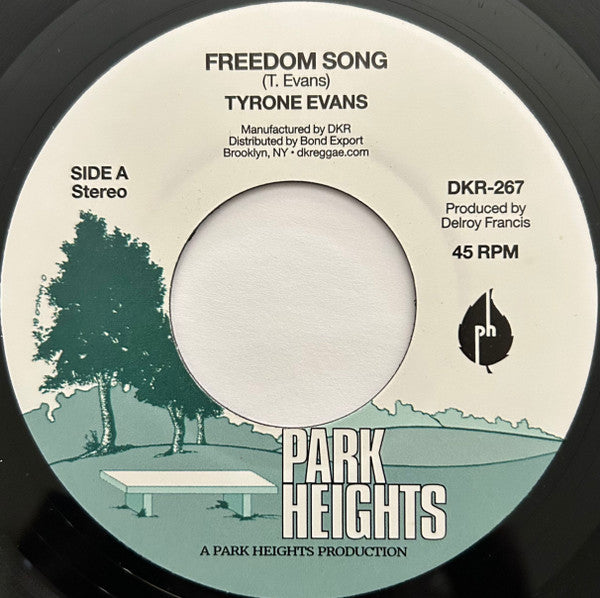 FREEDOM SONG
(T. Evans)
TYRONE EVANS
Manufactured by DKR
Distributed by Bond Export
Brooklyn, NY • dkreggae.com
SIDE A
Stereo
DKR-267
Produced by
Delroy Francis
45 RPM
ph
PARK
HEIGHTS
A PARK HEIGHTS PRODUCTION